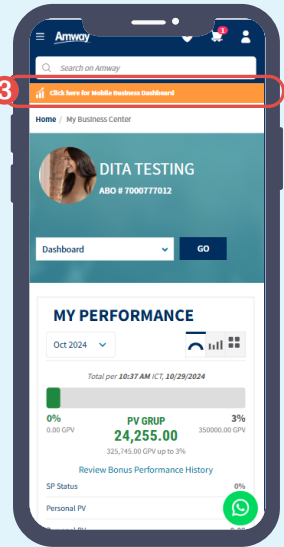 Amway
Search on Amway
3
Click here for Mobile Business Dashboard
Home / My Business Center
DITA TESTING
ABO # 7000777012
Dashboard
GO
MY PERFORMANCE
Oct 2024
Total per 10:37 AM ICT, 10/29/2024
0%
PV GRUP
3%
0.00 GPV
24,255.00
350000.00 GPV
325,745.00 GPV up to 3%
Review Bonus Performance History
SP Status
0%
Personal PV